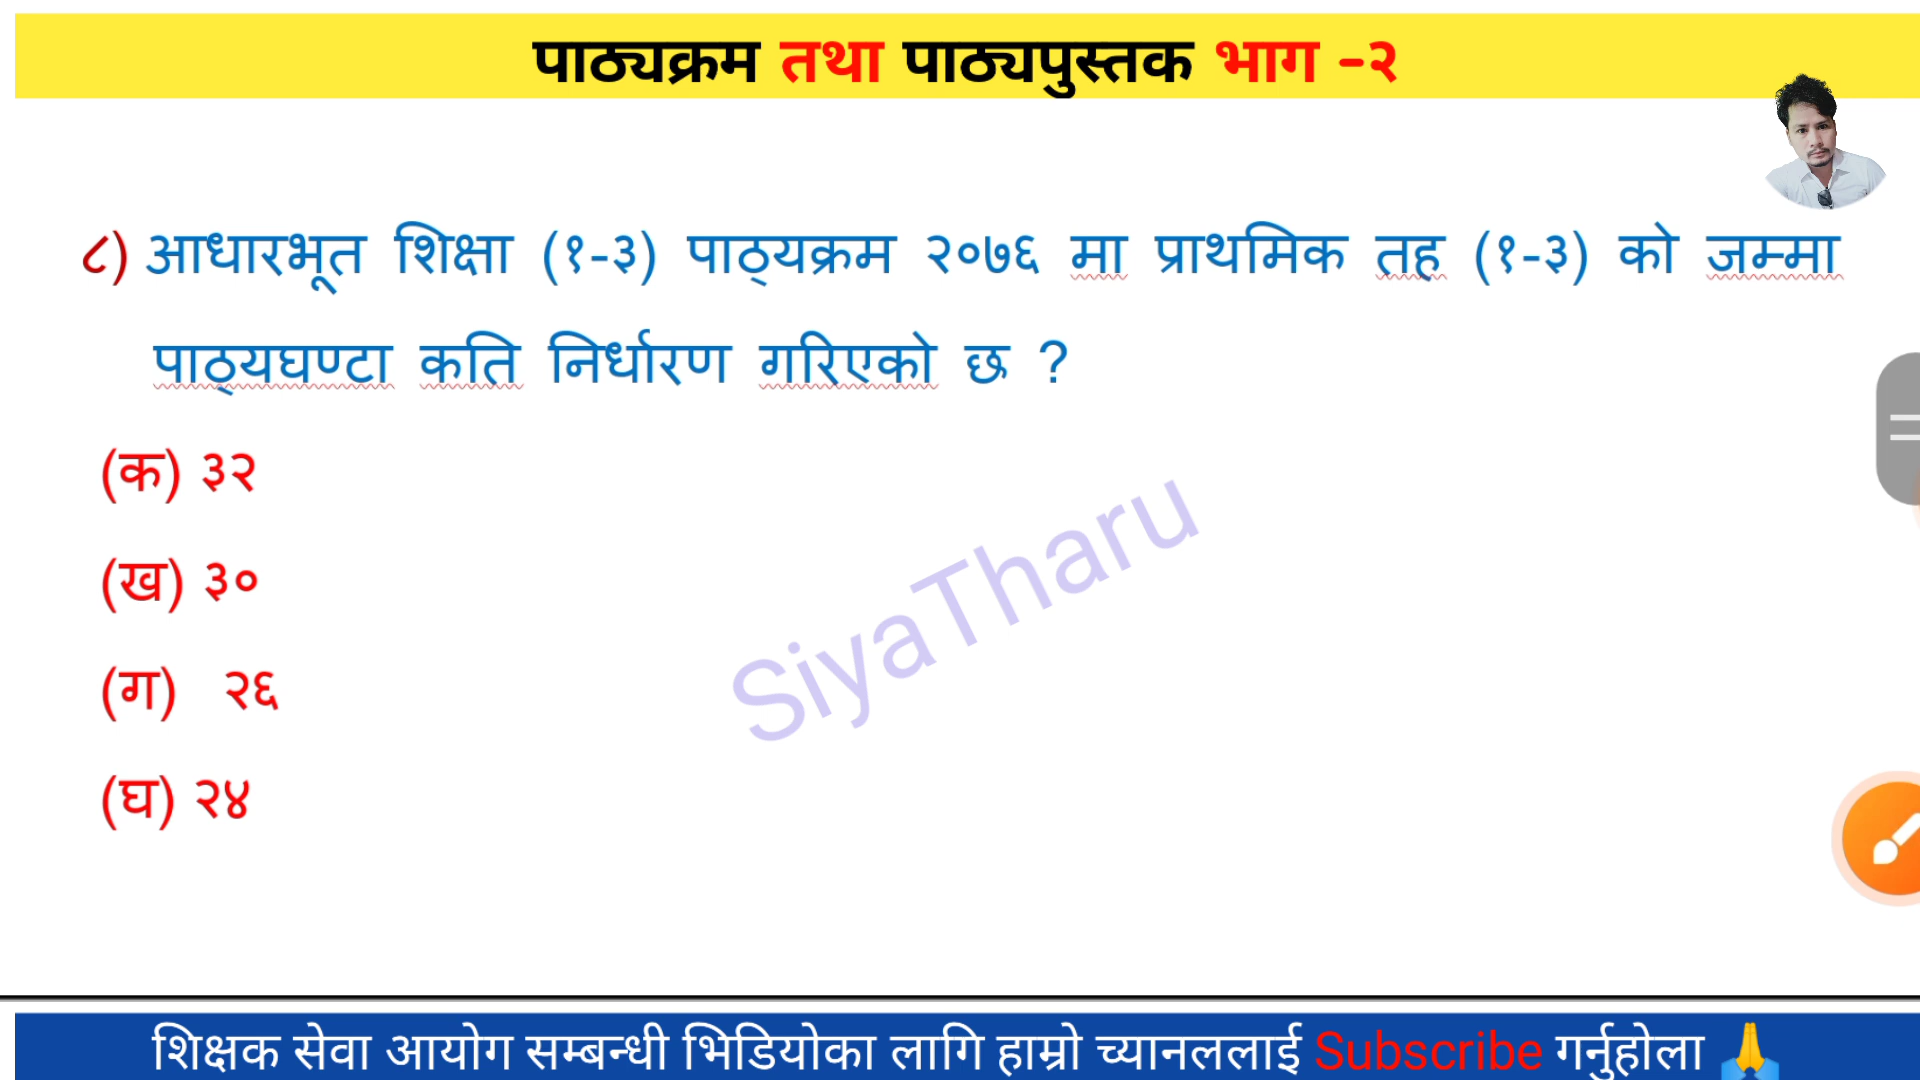 पाठ्यक्रम तथा पाठ्यपुस्तक भाग -२
८) आधारभूत शिक्षा (१-३) पाठ्यक्रम २०७६ मा प्राथमिक तह (१-३) को जम्मा
पाठ्यघण्टा कति निर्धारण गरिएको छ ?
(क) ३२
(ख) ३०
(ग) २६
(घ) २४
SiyaTharu
शिक्षक सेवा आयोग सम्बन्धी भिडियोका लागि हाम्रो च्यानललाई Subscribe गर्नुहोला 🙏